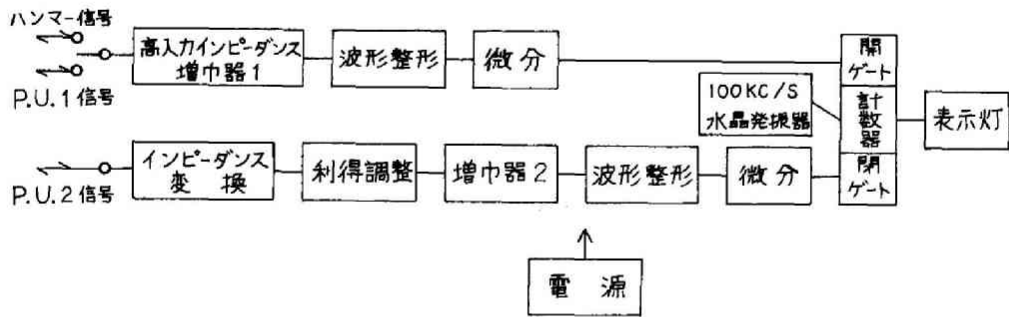 ハンマー信号
P.U.1信号
高入力インピーダンス
増巾器1
波形整形
微分
開
ゲート
100KC/S
水晶発振器
計
数
器
表示灯
P.U.2信号
インピーダンス
変換
利得調整
増巾器2
波形整形
微分
閉
ゲート
電源